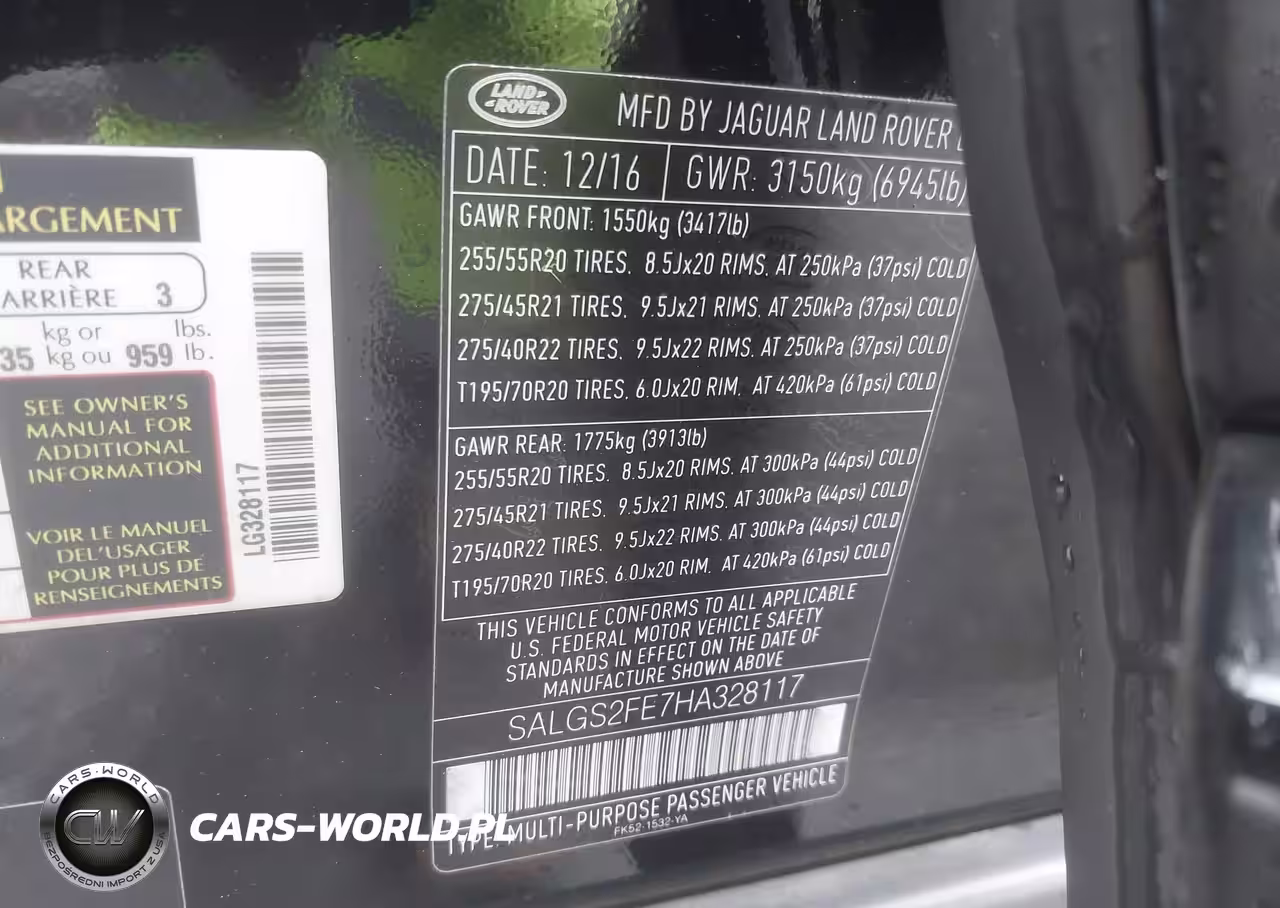 ARGEMENT
REAR
ARRIÈRE 3
kg or lbs.
35 kg ou 959 lb.
SEE OWNER'S
MANUAL FOR
ADDITIONAL
INFORMATION
VOIR LE MANUEL
DEL'USAGER
POUR PLUS DE
RENSEIGNEMENTS
LG328117
LAND-
ROVER
MFD BY JAGUAR LAND ROVER
DATE: 12/16 GWR: 3150kg (6945lb)
GAWR FRONT: 1550kg (3417lb)
255/55R20 TIRES. 8.5Jx20 RIMS. AT 250kPa (37psi) COLD
275/45R21 TIRES. 9.5Jx21 RIMS. AT 250kPa (37psi) COLD
275/40R22 TIRES. 9.5Jx22 RIMS. AT 250kPa (37psi) COLD
T195/70R20 TIRES. 6.0Jx20 RIM. AT 420kPa (61psi) COLD
GAWR REAR: 1775kg (3913lb)
255/55R20 TIRES. 8.5Jx20 RIMS. AT 300kPa (44psi) COLD
275/45R21 TIRES. 9.5Jx21 RIMS. AT 300kPa (44psi) COLD
275/40R22 TIRES. 9.5Jx22 RIMS. AT 300kPa (44psi) COLD
T195/70R20 TIRES. 6.0Jx20 RIM. AT 420kPa (61psi) COLD
THIS VEHICLE CONFORMS TO ALL APPLICABLE
U.S. FEDERAL MOTOR VEHICLE SAFETY
STANDARDS IN EFFECT ON THE DATE OF
MANUFACTURE SHOWN ABOVE
SALGS2FE7HA328117
TYPE: MULTI-PURPOSE PASSENGER VEHICLE
FK52-1532-YA
CARS-WORLD
CW
BEZPOŚREDNI IMPORT Z USA
CARS-WORLD.PL